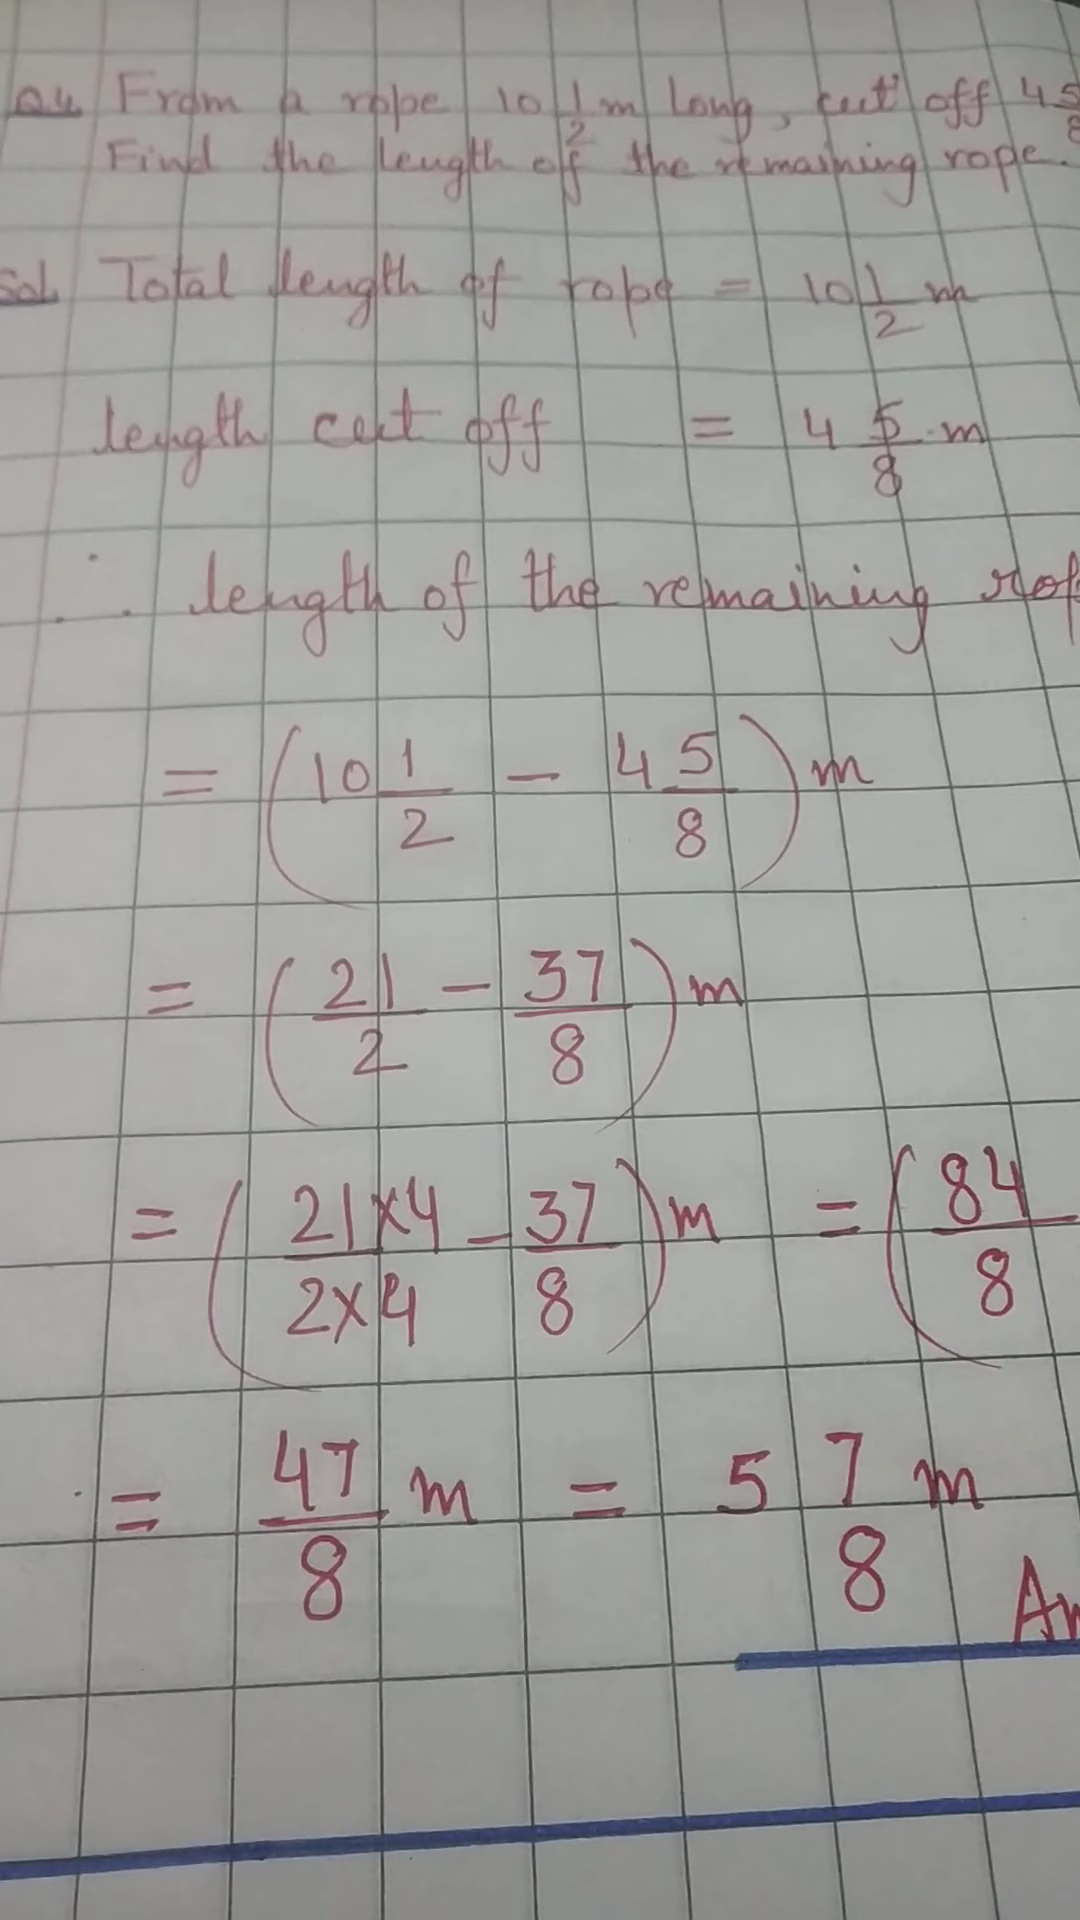 Q4 From a rope 10 1/2 m long, cut off 4 5/8
Find the length of the remaining rope.
Sol. Total length of rope = 10 1/2 m
length cut off = 4 5/8 m
∴ length of the remaining rop
= (10 1/2 - 4 5/8) m
= (21/2 - 37/8) m
= (21×4/2×4 - 37/8) m = (84/8
= 47/8 m = 5 7/8 m
An